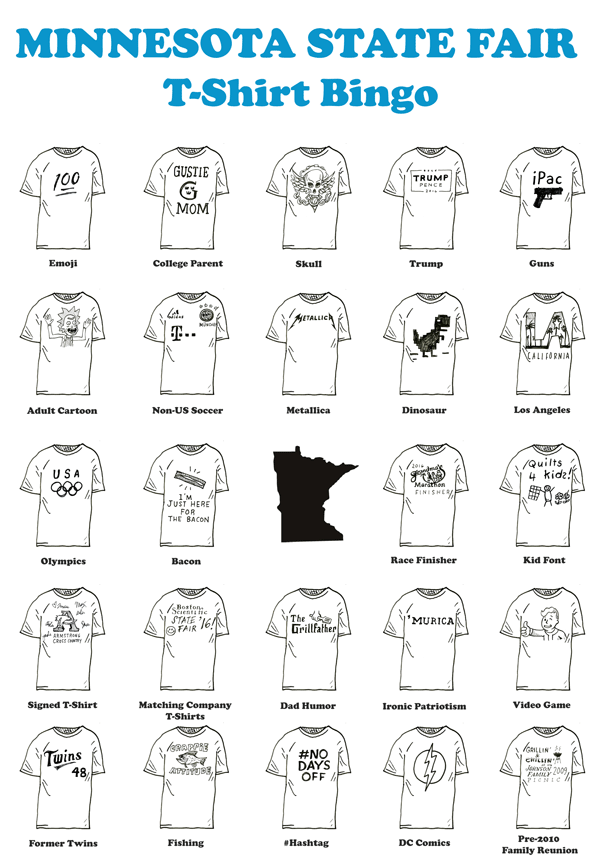 MINNESOTA STATE FAIR
T-Shirt Bingo
100
Emoji
GUSTIE
G
MOM
College Parent
Skull
TRUMP
PENCE
2016
Trump
iPac
Guns
Adult Cartoon
T
Non-US Soccer
METALLICA
Metallica
Dinosaur
LA
CALIFORNIA
Los Angeles
USA
Olympics
I'M
JUST HERE
FOR
THE BACON
Bacon
2016
Grandma's
Marathon
FINISHER
Race Finisher
Quilts
4 Kidz!
Kid Font
A
ARMSTRONG
CROSS COUNTRY
Signed T-Shirt
Boston
Scientific
STATE
FAIR '16!
Matching Company
T-Shirts
The
Grillfather
Dad Humor
'MURICA
Ironic Patriotism
Video Game
Twins
48
Former Twins
CRAPPIE
ATTITUDE
Fishing
#NO
DAYS
OFF
#Hashtag
DC Comics
GRILLIN'
&
CHILLIN'
AT THE
JOHNSON
FAMILY 2009
PICNIC
Pre-2010
Family Reunion